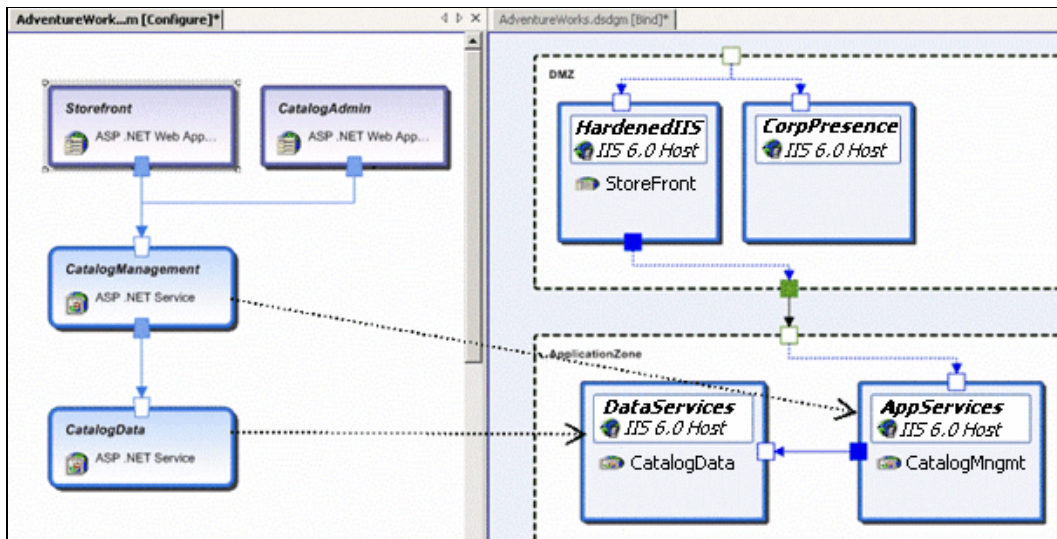 AdventureWork...m [Configure]*
AdventureWorks.dsdgm [Bind]*
Storefront
ASP .NET Web App...
CatalogAdmin
ASP .NET Web App...
CatalogManagement
ASP .NET Service
CatalogData
ASP .NET Service
DMZ
HardenedIIS
IIS 6.0 Host
StoreFront
CorpPresence
IIS 6.0 Host
ApplicationZone
DataServices
IIS 6.0 Host
CatalogData
AppServices
IIS 6.0 Host
CatalogMngmt